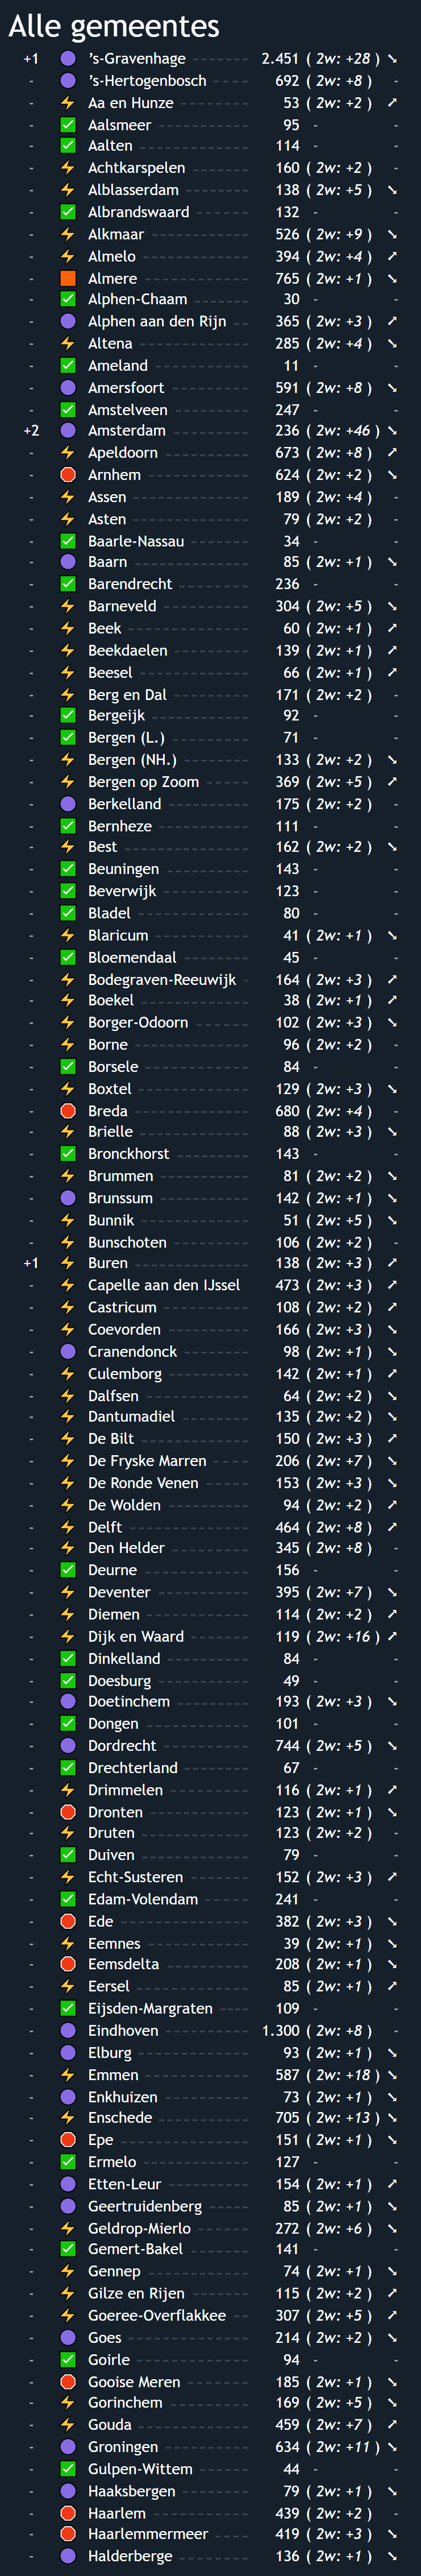 Alle gemeentes
+1 's-Gravenhage 2.451 ( 2w: +28 ) ➘
- 's-Hertogenbosch 692 ( 2w: +8 ) -
- ⚡ Aa en Hunze 53 ( 2w: +2 ) ➚
- ✅ Aalsmeer 95 - -
- ✅ Aalten 114 - -
- ⚡ Achtkarspelen 160 ( 2w: +2 ) -
- ⚡ Alblasserdam 138 ( 2w: +5 ) ➘
- ✅ Albrandswaard 132 - -
- ⚡ Alkmaar 526 ( 2w: +9 ) ➘
- ⚡ Almelo 394 ( 2w: +4 ) ➚
- Almere 765 ( 2w: +1 ) ➘
- ✅ Alphen-Chaam 30 - -
- Alphen aan den Rijn 365 ( 2w: +3 ) ➚
- ⚡ Altena 285 ( 2w: +4 ) ➘
- ✅ Ameland 11 - -
- Amersfoort 591 ( 2w: +8 ) ➘
- ✅ Amstelveen 247 - -
+2 Amsterdam 236 ( 2w: +46 ) ➘
- ⚡ Apeldoorn 673 ( 2w: +8 ) ➚
- Arnhem 624 ( 2w: +2 ) ➘
- ⚡ Assen 189 ( 2w: +4 ) -
- ⚡ Asten 79 ( 2w: +2 ) -
- ✅ Baarle-Nassau 34 - -
- Baarn 85 ( 2w: +1 ) ➘
- ✅ Barendrecht 236 - -
- ⚡ Barneveld 304 ( 2w: +5 ) ➘
- ⚡ Beek 60 ( 2w: +1 ) ➚
- ⚡ Beekdaelen 139 ( 2w: +1 ) ➚
- ⚡ Beesel 66 ( 2w: +1 ) ➚
- ⚡ Berg en Dal 171 ( 2w: +2 ) -
- ✅ Bergeijk 92 - -
- ✅ Bergen (L.) 71 - -
- ⚡ Bergen (NH.) 133 ( 2w: +2 ) ➘
- ⚡ Bergen op Zoom 369 ( 2w: +5 ) ➚
- Berkelland 175 ( 2w: +2 ) -
- ✅ Bernheze 111 - -
- ⚡ Best 162 ( 2w: +2 ) ➘
- ✅ Beuningen 143 - -
- ✅ Beverwijk 123 - -
- ✅ Bladel 80 - -
- ⚡ Blaricum 41 ( 2w: +1 ) ➘
- ✅ Bloemendaal 45 - -
- ⚡ Bodegraven-Reeuwijk 164 ( 2w: +3 ) ➚
- ⚡ Boekel 38 ( 2w: +1 ) ➚
- ⚡ Borger-Odoorn 102 ( 2w: +3 ) ➘
- ⚡ Borne 96 ( 2w: +2 ) -
- ✅ Borsele 84 - -
- ⚡ Boxtel 129 ( 2w: +3 ) ➘
- Breda 680 ( 2w: +4 ) -
- ⚡ Brielle 88 ( 2w: +3 ) ➘
- ✅ Bronckhorst 143 - -
- ⚡ Brummen 81 ( 2w: +2 ) ➘
- Brunssum 142 ( 2w: +1 ) ➘
- ⚡ Bunnik 51 ( 2w: +5 ) ➘
- ⚡ Bunschoten 106 ( 2w: +2 ) -
+1 ⚡ Buren 138 ( 2w: +3 ) ➚
- ⚡ Capelle aan den IJssel 473 ( 2w: +3 ) ➚
- ⚡ Castricum 108 ( 2w: +2 ) ➚
- ⚡ Coevorden 166 ( 2w: +3 ) ➘
- Cranendonck 98 ( 2w: +1 ) ➘
- ⚡ Culemborg 142 ( 2w: +1 ) ➘
- ⚡ Dalfsen 64 ( 2w: +2 ) ➘
- ⚡ Dantumadiel 135 ( 2w: +2 ) ➘
- ⚡ De Bilt 150 ( 2w: +3 ) ➚
- ⚡ De Fryske Marren 206 ( 2w: +7 ) ➘
- ⚡ De Ronde Venen 153 ( 2w: +3 ) ➘
- ⚡ De Wolden 94 ( 2w: +2 ) ➚
- ⚡ Delft 464 ( 2w: +8 ) ➚
- ⚡ Den Helder 345 ( 2w: +8 ) -
- ✅ Deurne 156 - -
- ⚡ Deventer 395 ( 2w: +7 ) ➘
- ⚡ Diemen 114 ( 2w: +2 ) ➚
- ⚡ Dijk en Waard 119 ( 2w: +16 ) ➚
- ✅ Dinkelland 84 - -
- ✅ Doesburg 49 - -
- Doetinchem 193 ( 2w: +3 ) ➘
- ✅ Dongen 101 - -
- Dordrecht 744 ( 2w: +5 ) ➘
- ✅ Drechterland 67 - -
- ⚡ Drimmelen 116 ( 2w: +1 ) ➚
- Dronten 123 ( 2w: +1 ) ➘
- ⚡ Druten 123 ( 2w: +2 ) -
- ✅ Duiven 79 - -
- ⚡ Echt-Susteren 152 ( 2w: +3 ) ➚
- ✅ Edam-Volendam 241 - -
- Ede 382 ( 2w: +3 ) ➘
- ⚡ Eemnes 39 ( 2w: +1 ) ➘
- Eemsdelta 208 ( 2w: +1 ) ➘
- ⚡ Eersel 85 ( 2w: +1 ) ➚
- ✅ Eijsden-Margraten 109 - -
- Eindhoven 1.300 ( 2w: +8 ) -
- Elburg 93 ( 2w: +1 ) ➘
- ⚡ Emmen 587 ( 2w: +18 ) ➘
- Enkhuizen 73 ( 2w: +1 ) ➘
- ⚡ Enschede 705 ( 2w: +13 ) ➘
- Epe 151 ( 2w: +1 ) ➘
- ✅ Ermelo 127 - -
- Etten-Leur 154 ( 2w: +1 ) ➚
- Geertruidenberg 85 ( 2w: +1 ) ➘
- ⚡ Geldrop-Mierlo 272 ( 2w: +6 ) ➘
- ✅ Gemert-Bakel 141 - -
- ⚡ Gennep 74 ( 2w: +1 ) ➘
- ⚡ Gilze en Rijen 115 ( 2w: +2 ) ➚
- ⚡ Goeree-Overflakkee 307 ( 2w: +5 ) ➚
- Goes 214 ( 2w: +2 ) ➘
- ✅ Goirle 94 - -
- Gooise Meren 185 ( 2w: +1 ) ➘
- ⚡ Gorinchem 169 ( 2w: +5 ) ➘
- ⚡ Gouda 459 ( 2w: +7 ) ➚
- Groningen 634 ( 2w: +11 ) ➘
- ✅ Gulpen-Wittem 44 - -
- Haaksbergen 79 ( 2w: +1 ) ➘
- Haarlem 439 ( 2w: +2 ) -
- Haarlemmermeer 419 ( 2w: +3 ) ➘
- Halderberge 136 ( 2w: +1 ) ➘